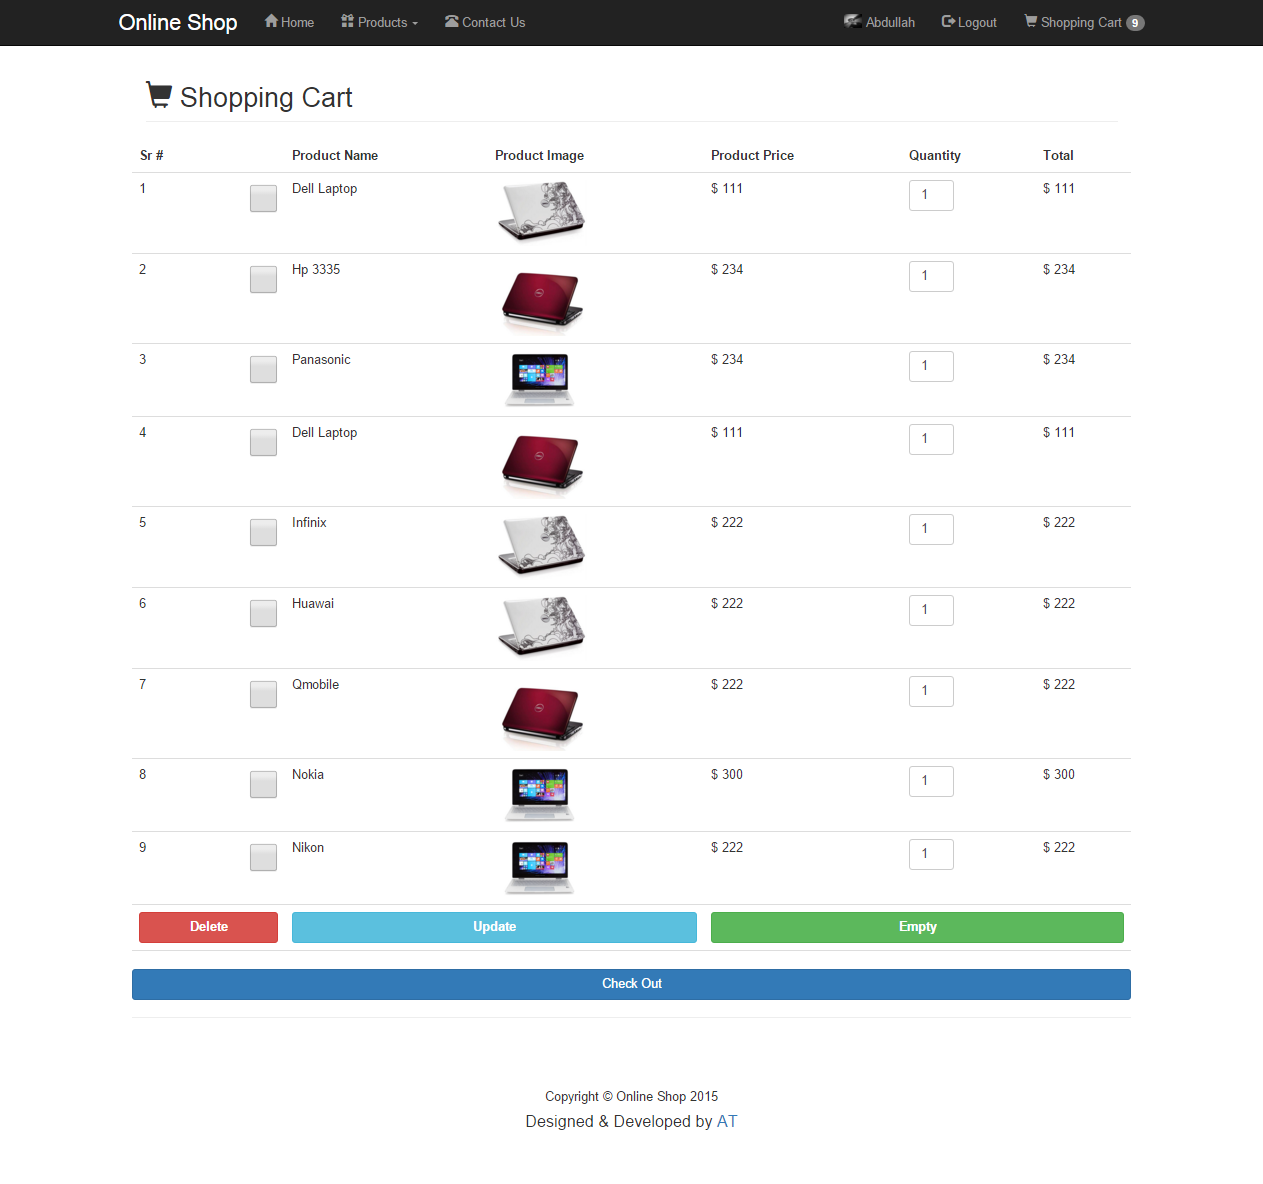 Online Shop Home Products Contact Us Abdullah Logout Shopping Cart 9
Shopping Cart
Sr # Product Name Product Image Product Price Quantity Total
1 Dell Laptop $ 111 1 $ 111
2 Hp 3335 $ 234 1 $ 234
3 Panasonic $ 234 1 $ 234
4 Dell Laptop $ 111 1 $ 111
5 Infinix $ 222 1 $ 222
6 Huawai $ 222 1 $ 222
7 Qmobile $ 222 1 $ 222
8 Nokia $ 300 1 $ 300
9 Nikon $ 222 1 $ 222
Delete Update Empty
Check Out
Copyright © Online Shop 2015
Designed & Developed by AT